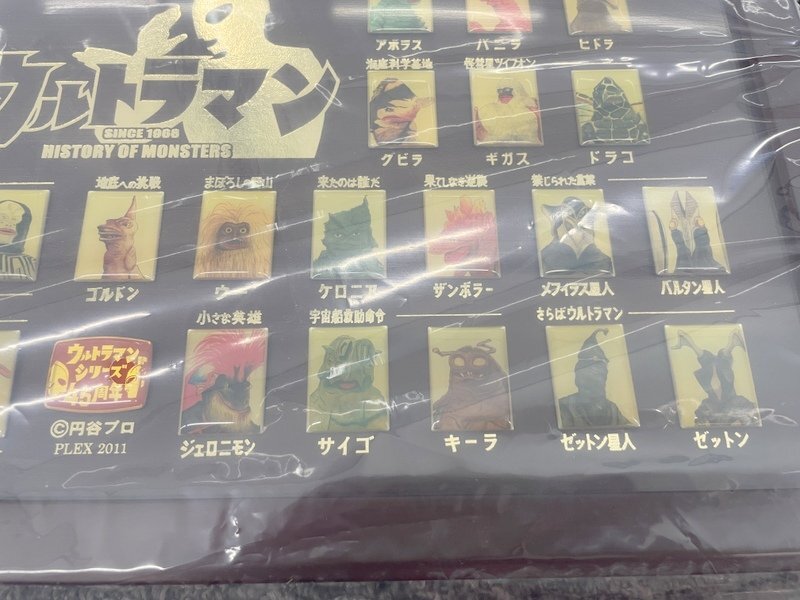 アボラス
バニラ
ヒドラ
ウルトラマン
SINCE 1966
HISTORY OF MONSTERS
海底科学基地
怪彗星ツイフォン
グビラ
ギガス
ドラコ
地底への挑戦
まぼろしの雪山
来たのは誰だ
果てしなき逆襲
禁じられた言葉
ゴルドン
ウー
ケロニア
ザンボラー
メフィラス星人
バルタン星人
小さな英雄
宇宙船救助命令
さらばウルトラマン
ウルトラマン
シリーズ
45周年
©円谷プロ
PLEX 2011
ジェロニモン
サイゴ
キーラ
ゼットン星人
ゼットン